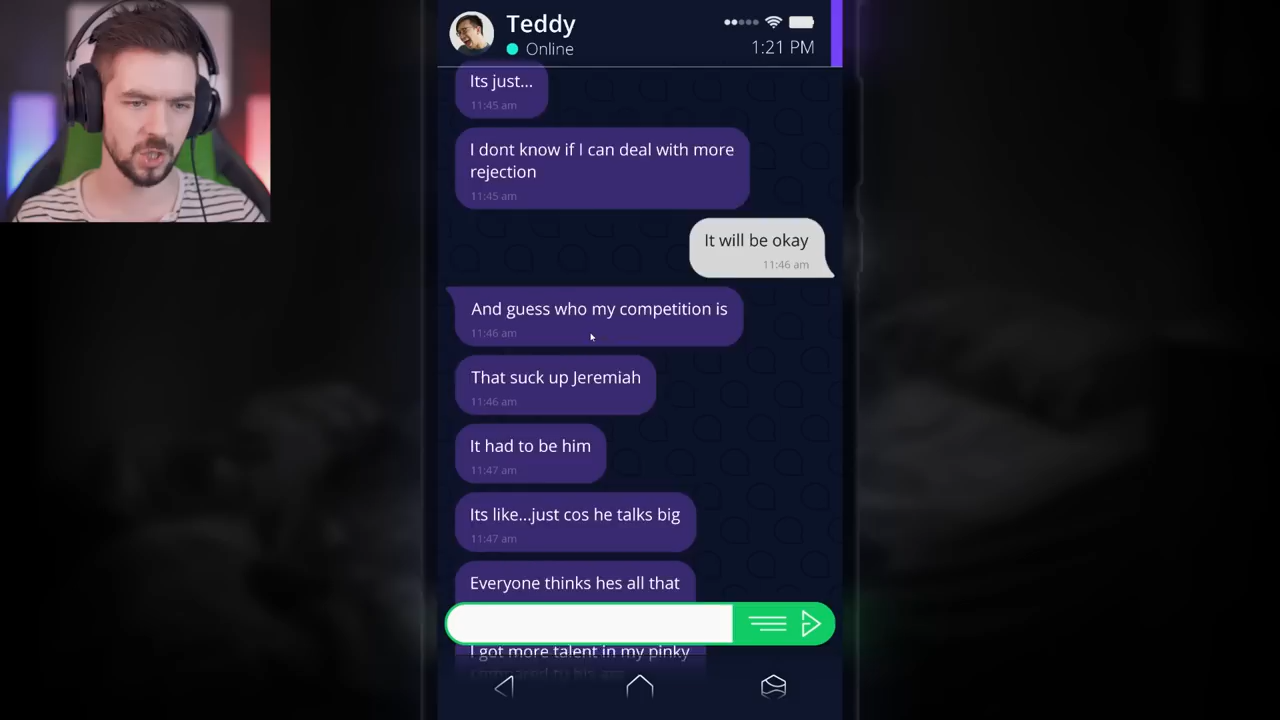 Teddy
Online
1:21 PM
Its just...
11:45 am
I dont know if I can deal with more
rejection
11:45 am
It will be okay
11:46 am
And guess who my competition is
11:46 am
That suck up Jeremiah
11:46 am
It had to be him
11:47 am
Its like...just cos he talks big
11:47 am
Everyone thinks hes all that
I got more talent in my pinky